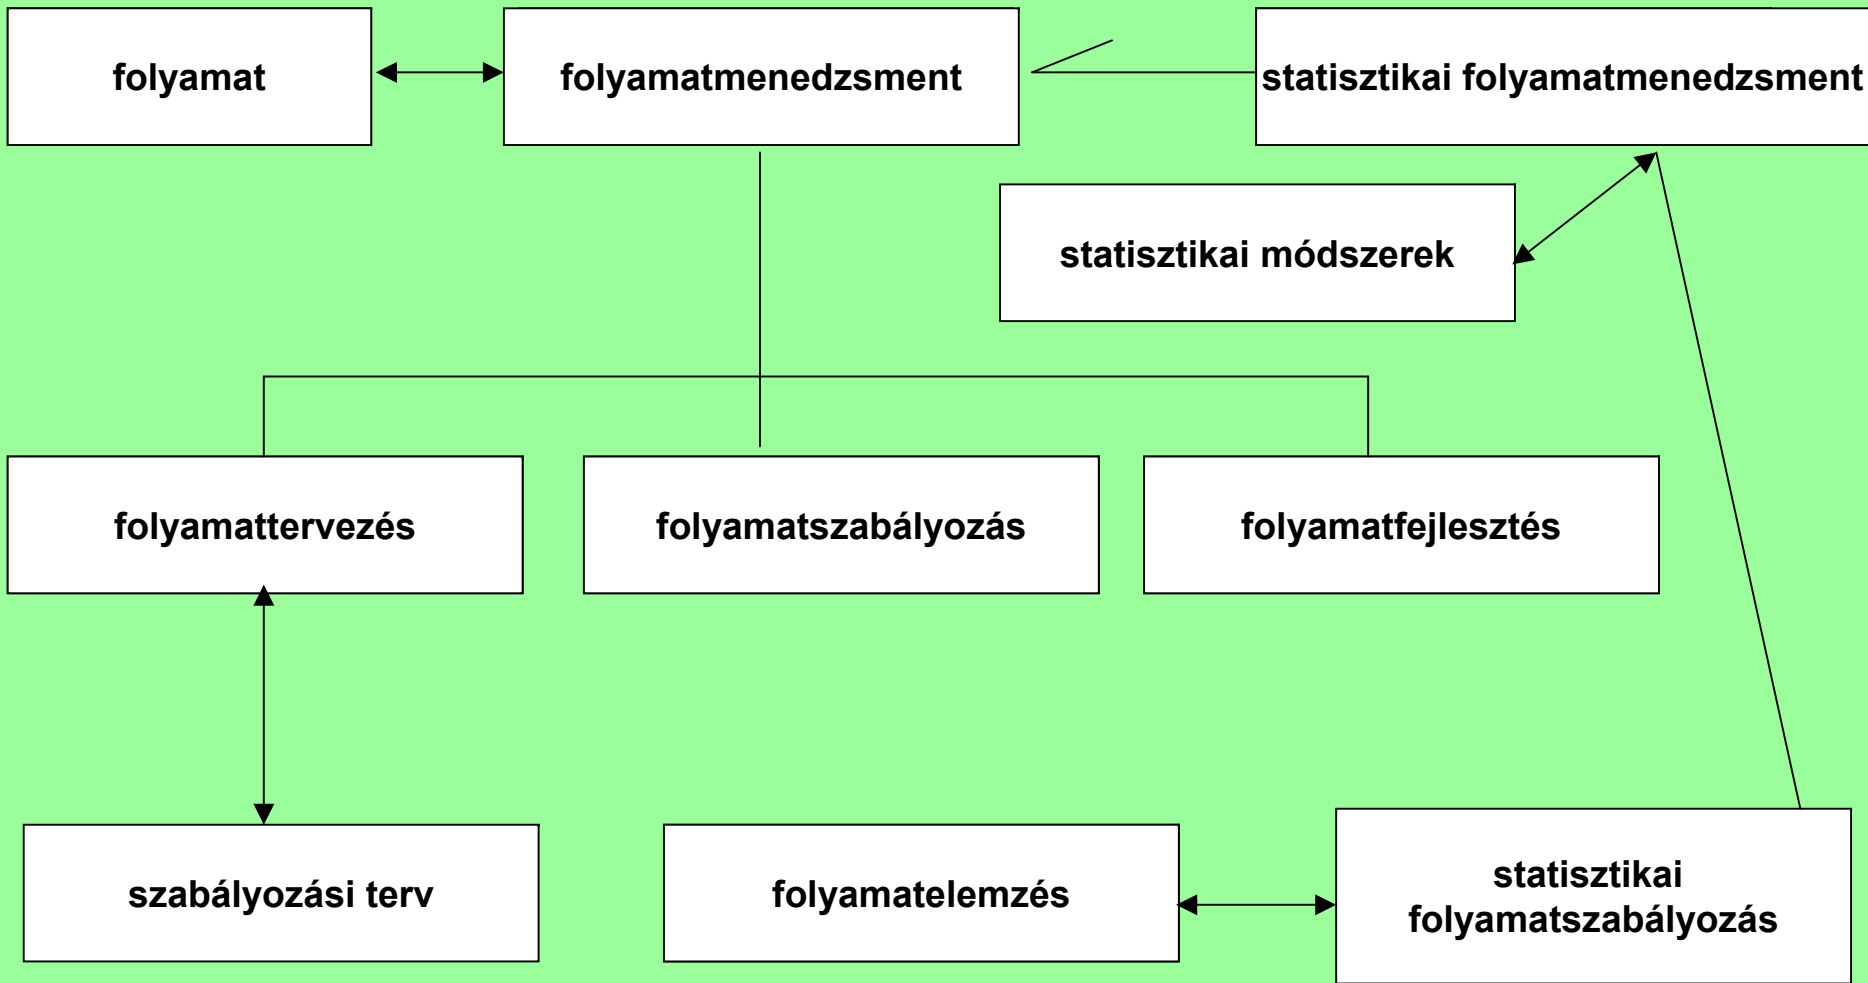 folyamat
folyamatmenedzsment
statisztikai folyamatmenedzsment
statisztikai módszerek
folyamattervezés
folyamatszabályozás
folyamatfejlesztés
szabályozási terv
folyamatelemzés
statisztikai
folyamatszabályozás